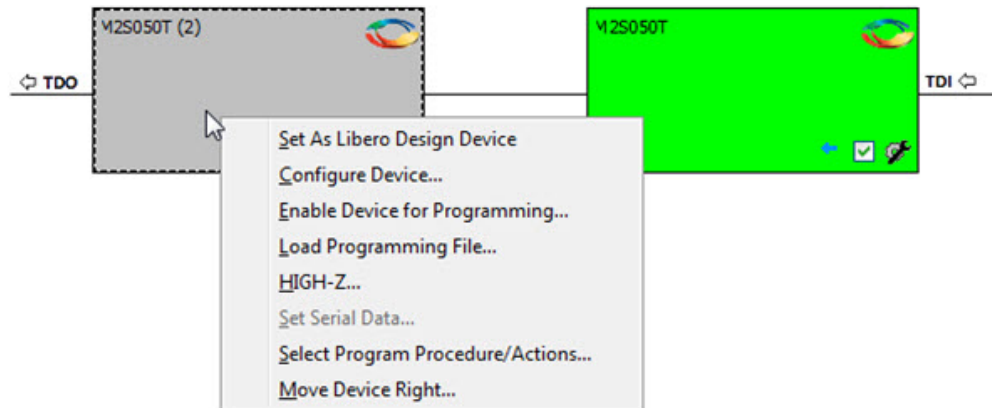 M2S050T (2)
M2S050T
TDO
TDI
Set As Libero Design Device
Configure Device...
Enable Device for Programming...
Load Programming File...
HIGH-Z...
Set Serial Data...
Select Program Procedure/Actions...
Move Device Right...